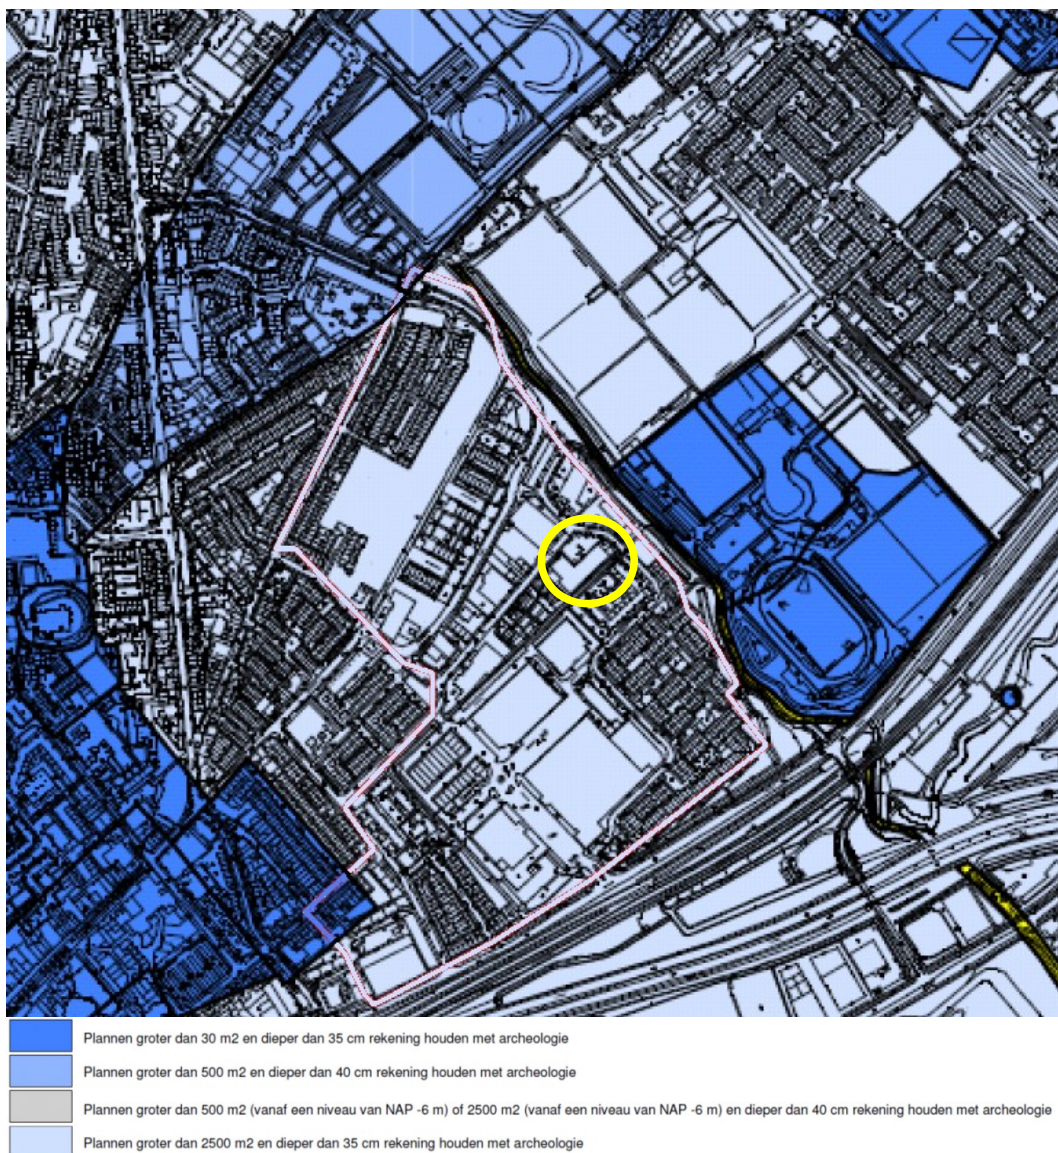 Plannen groter dan 30 m2 en dieper dan 35 cm rekening houden met archeologie
Plannen groter dan 500 m2 en dieper dan 40 cm rekening houden met archeologie
Plannen groter dan 500 m2 (vanaf een niveau van NAP -6 m) of 2500 m2 (vanaf een niveau van NAP -6 m) en dieper dan 40 cm rekening houden met archeologie
Plannen groter dan 2500 m2 en dieper dan 35 cm rekening houden met archeologie